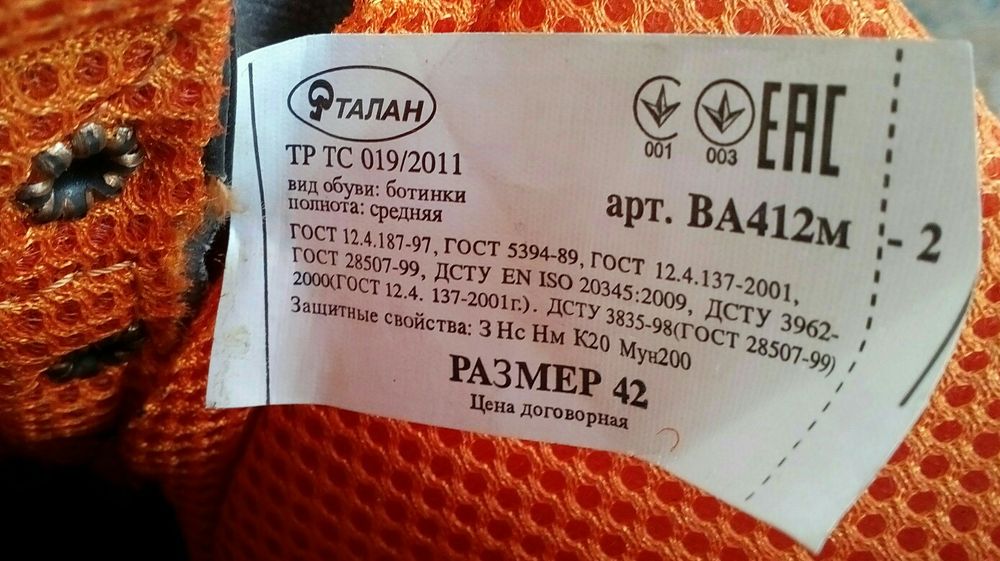 ТАЛАН
001 003 ЕАС
ТР ТС 019/2011
вид обуви: ботинки
полнота: средняя
арт. ВА412м - 2
ГОСТ 12.4.187-97, ГОСТ 5394-89, ГОСТ 12.4.137-2001,
ГОСТ 28507-99, ДСТУ EN ISO 20345:2009, ДСТУ 3962-
2000(ГОСТ 12.4. 137-2001г.). ДСТУ 3835-98(ГОСТ 28507-99)
Защитные свойства: З Нс Нм К20 Мун200
РАЗМЕР 42
Цена договорная